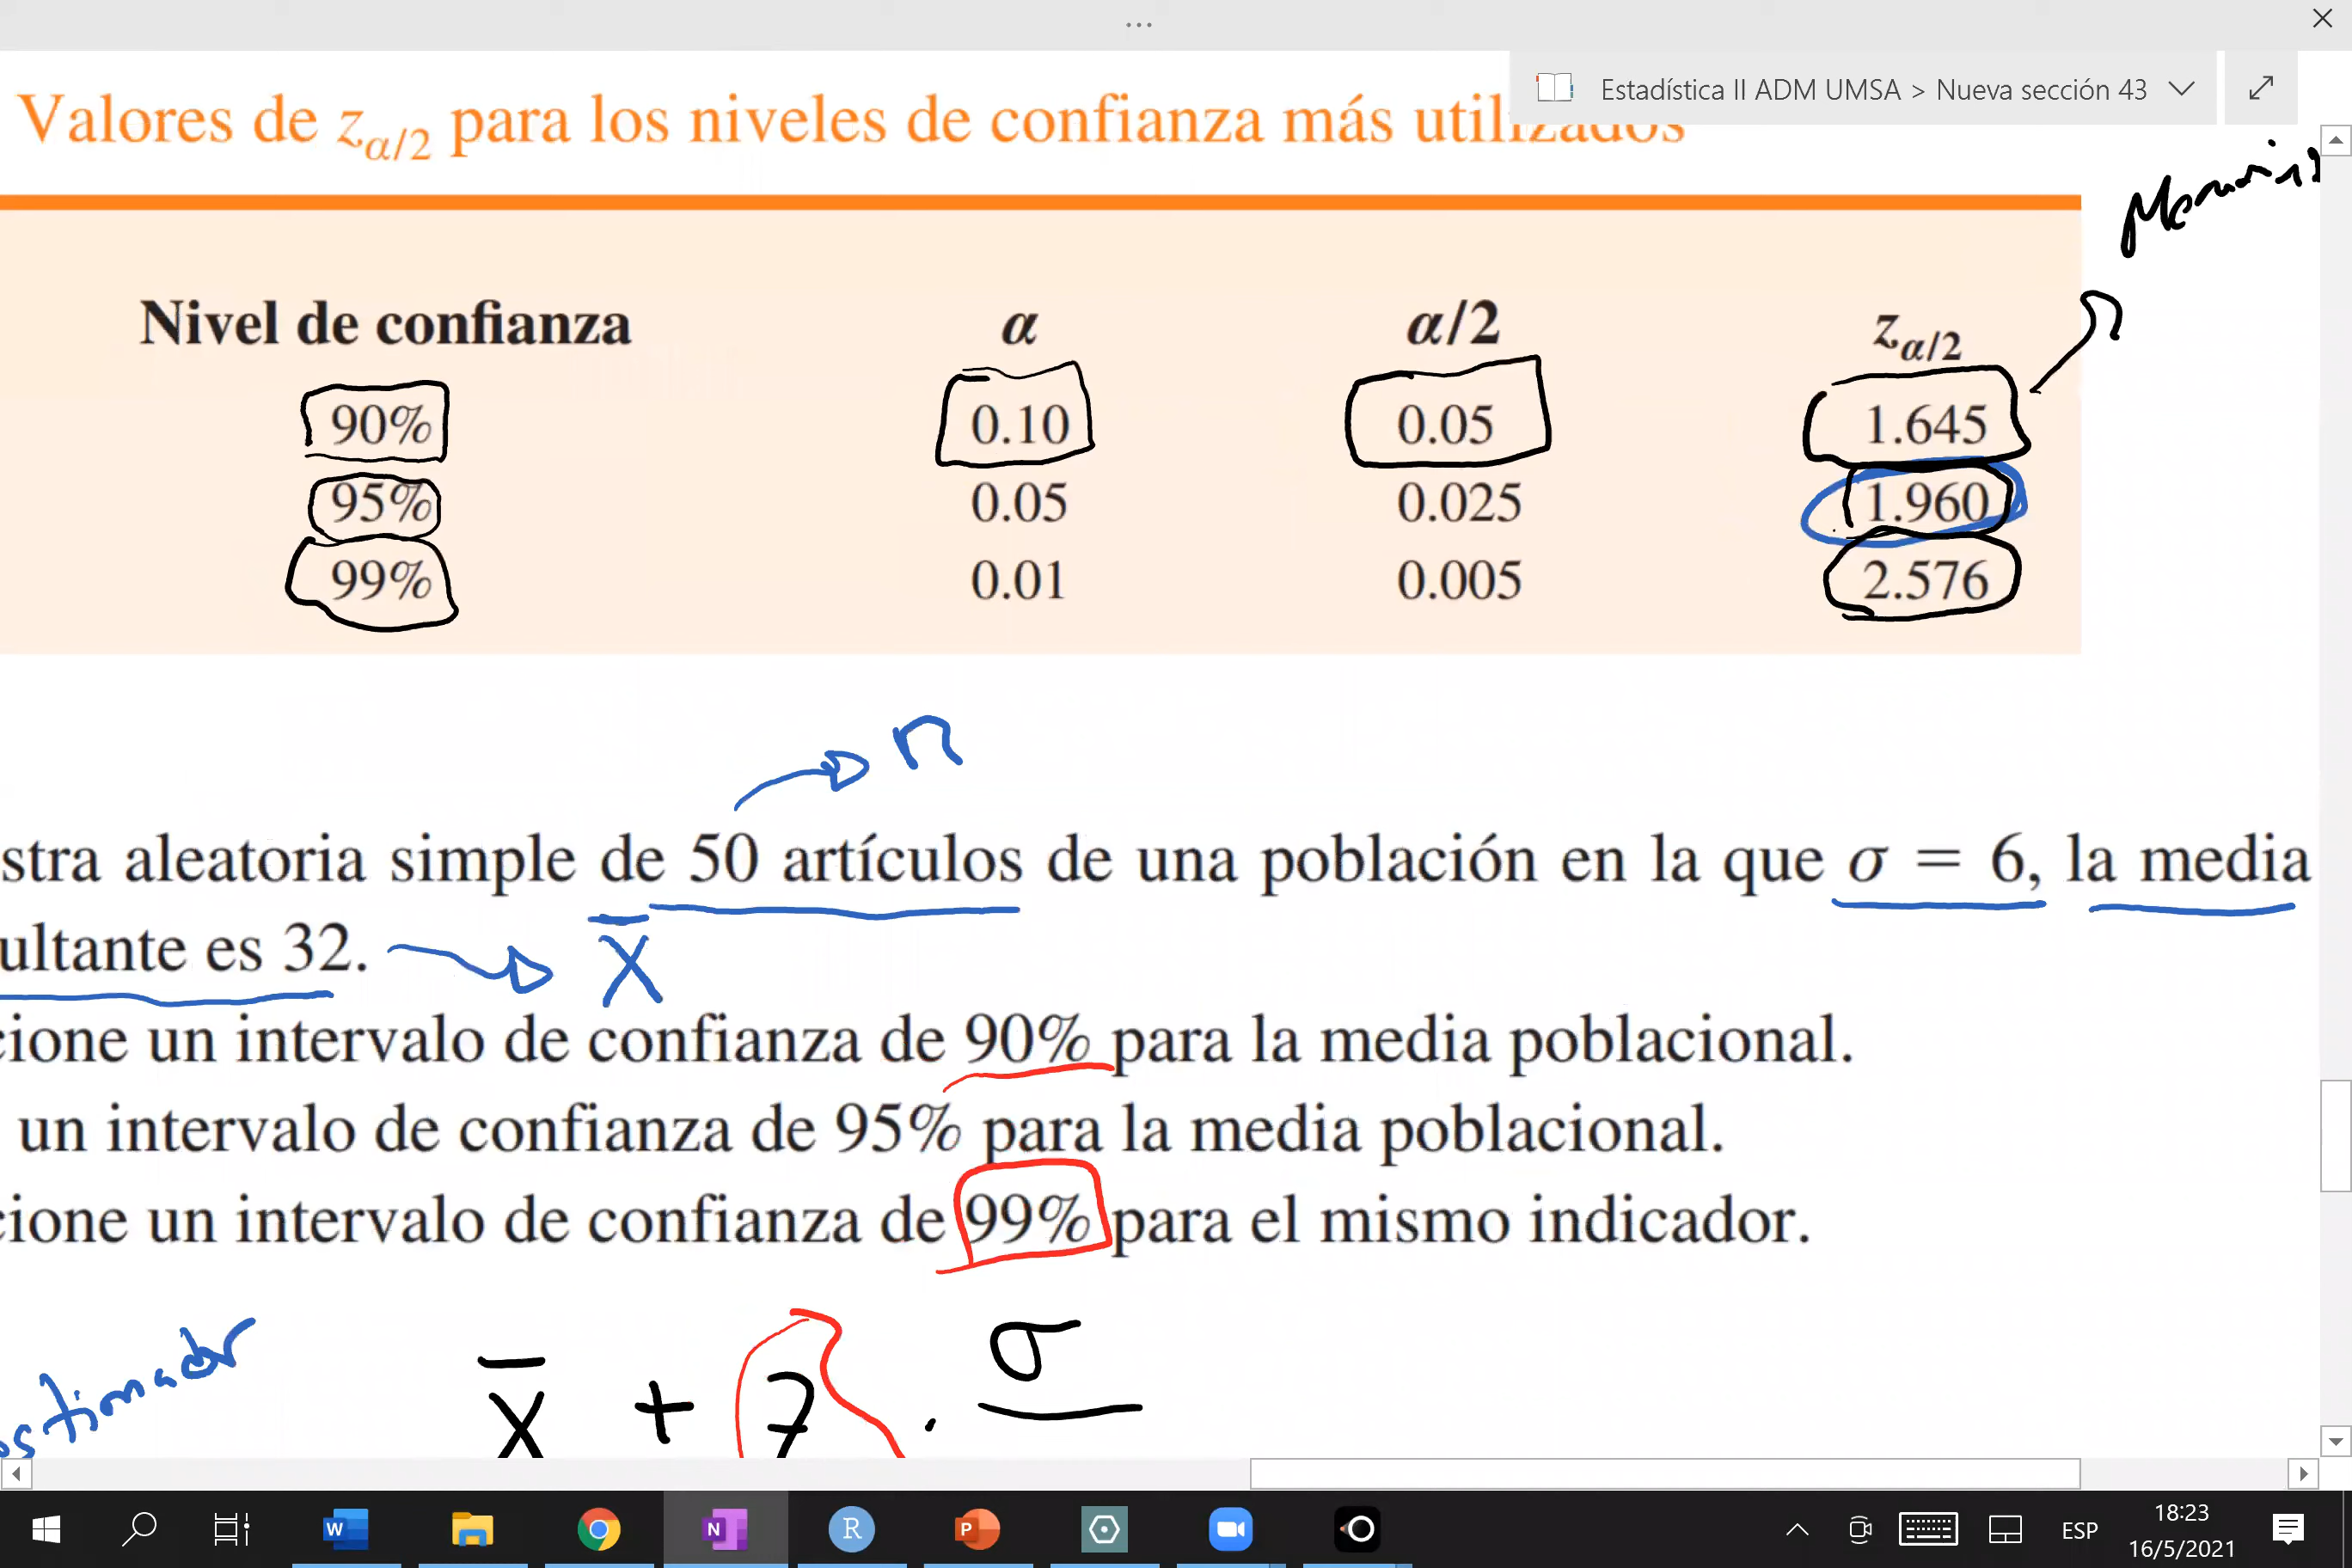 Estadística II ADM UMSA > Nueva sección 43
Valores de zα/2 para los niveles de confianza más utilizados
Nivel de confianza α α/2 zα/2
90% 0.10 0.05 1.645
95% 0.05 0.025 1.960
99% 0.01 0.005 2.576
n
stra aleatoria simple de 50 artículos de una población en la que σ = 6, la media
ultante es 32. x̄
cione un intervalo de confianza de 90% para la media poblacional.
un intervalo de confianza de 95% para la media poblacional.
cione un intervalo de confianza de 99% para el mismo indicador.
estimador
x̄ + z · σ
ESP
18:23
16/5/2021